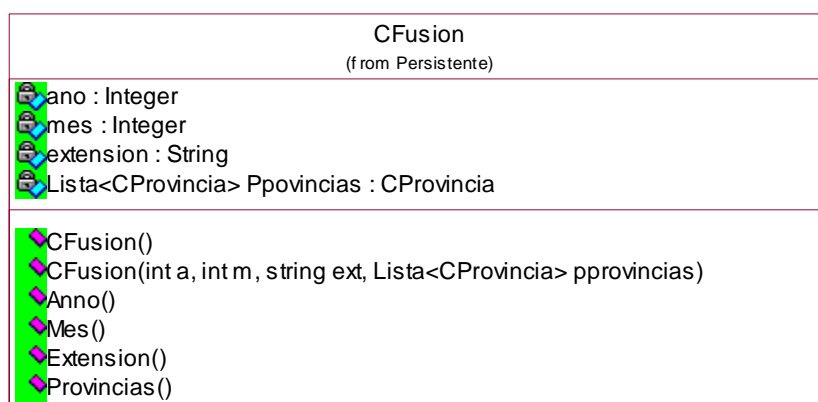 CFusion
(from Persistente)
ano : Integer
mes : Integer
extension : String
Lista<CProvincia> Ppovincias : CProvincia
CFusion()
CFusion(int a, int m, string ext, Lista<CProvincia> pprovincias)
Anno()
Mes()
Extension()
Provincias()